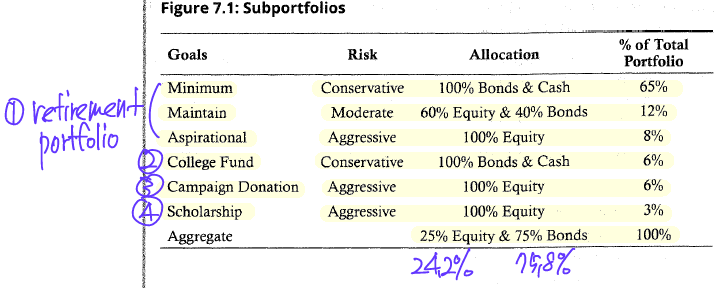 Figure 7.1: Subportfolios
Goals Risk Allocation % of Total Portfolio
Minimum Conservative 100% Bonds & Cash 65%
① retirement portfolio
Maintain Moderate 60% Equity & 40% Bonds 12%
Aspirational Aggressive 100% Equity 8%
② College Fund Conservative 100% Bonds & Cash 6%
③ Campaign Donation Aggressive 100% Equity 6%
④ Scholarship Aggressive 100% Equity 3%
Aggregate 25% Equity & 75% Bonds 100%
24,2% 75,8%